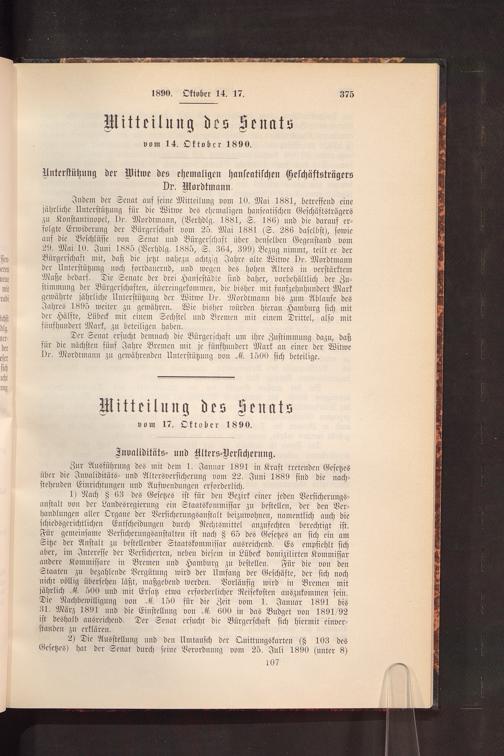 1890. Oktober 14. 17. 375
Mitteilung des Senats
vom 14. Oktober 1890.
Unterstützung der Witwe des ehemaligen hanseatischen Geschäftsträgers
Dr. Mordtmann
Indem der Senat auf seine Mitteilung vom 10. Mai 1881, betreffend eine
jährliche Unterstützung für die Witwe des ehemaligen hanseatischen Geschäftsträgers
zu Konstantinopel, Dr. Mordtmann, (Verhdlg. 1881, S. 186) und die darauf er-
folgte Erwiderung der Bürgerschaft vom 25. Mai 1881 (S. 286 daselbst), sowie
auf die Beschlüsse von Senat und Bürgerschaft über denselben Gegenstand vom
29. Mai 10. Juni 1885 (Verhdlg. 1885, S. 364, 399) Bezug nimmt, teilt er der
Bürgerschaft mit, daß die jetzt nahezu achtzig Jahre alte Witwe Dr. Mordtmann
der Unterstützung noch fortdauernd, und wegen des hohen Alters in verstärktem
Maße bedarf. Die Senate der drei Hansestädte sind daher, vorbehältlich der Zu-
stimmung der Bürgerschaften, übereingekommen, die bisher mit fünfzehnhundert Mark
gewährte jährliche Unterstützung der Witwe Dr. Mordtmann bis zum Ablaufe des
Jahres 1895 weiter zu gewähren. Wie bisher würden hieran Hamburg sich mit
der Hälfte, Lübeck mit einem Sechstel und Bremen mit einem Drittel, also mit
fünfhundert Mark, zu beteiligen haben.
Der Senat ersucht demnach die Bürgerschaft um ihre Zustimmung dazu, daß
für die nächsten fünf Jahre Bremen mit je fünfhundert Mark an einer der Witwe
Dr. Mordtmann zu gewährenden Unterstützung von ℳ. 1500 sich beteilige.
Mitteilung des Senats
vom 17. Oktober 1890.
Invaliditäts- und Alters-Versicherung.
Zur Ausführung des mit dem 1. Januar 1891 in Kraft tretenden Gesetzes
über die Invaliditäts- und Altersversicherung vom 22. Juni 1889 sind die nach-
stehenden Einrichtungen und Aufwendungen erforderlich.
1) Nach § 63 des Gesetzes ist für den Bezirk einer jeden Versicherungs-
anstalt von der Landesregierung ein Staatskommissar zu bestellen, der den Ver-
handlungen aller Organe der Versicherungsanstalt beizuwohnen, namentlich auch die
schiedsgerichtlichen Entscheidungen durch Rechtsmittel anzufechten berechtigt ist.
Für gemeinsame Versicherungsanstalten ist nach § 65 des Gesetzes an sich ein am
Sitze der Anstalt zu bestellender Staatskommissar ausreichend. Es empfiehlt sich
aber, im Interesse der Versicherten, neben diesem in Lübeck domizilirten Kommissar
andere Kommissare in Bremen und Hamburg zu bestellen. Für die von den
Staaten zu bezahlende Vergütung wird der Umfang der Geschäfte, der sich noch
nicht völlig übersehen läßt, maßgebend werden. Vorläufig wird in Bremen mit
jährlich ℳ. 500 und mit Ersatz etwa erforderlicher Reisekosten auszukommen sein.
Die Nachbewilligung von ℳ. 150 für die Zeit vom 1. Januar 1891 bis
31. März 1891 und die Einstellung von ℳ. 600 in das Budget von 1891/92
ist deshalb ausreichend. Der Senat ersucht die Bürgerschaft sich hiermit einver-
standen zu erklären.
2) Die Ausstellung und den Umtausch der Quittungskarten (§ 103 des
Gesetzes) hat der Senat durch seine Verordnung vom 25. Juli 1890 (unter 8)
107